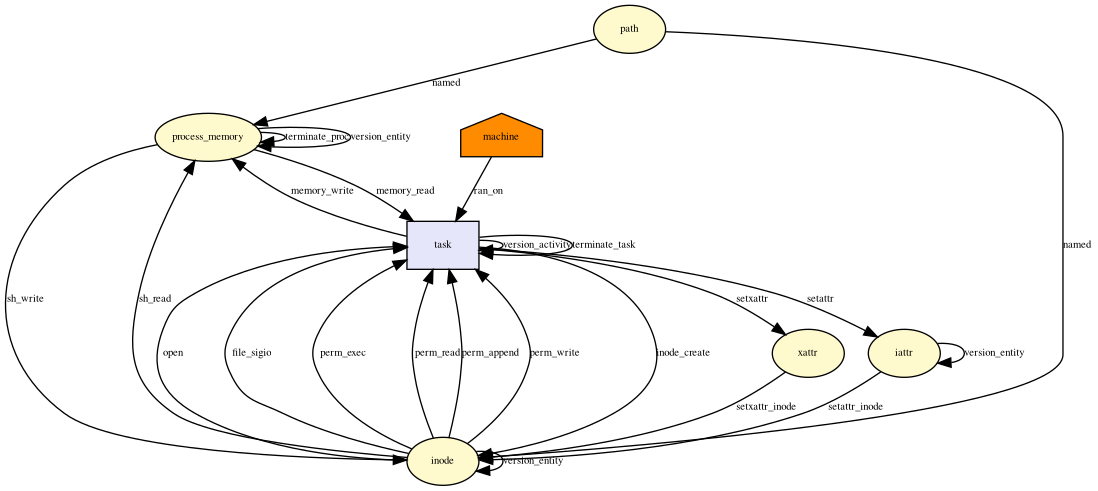 path
named
process_memory
terminate_proc
version_entity
machine
memory_write
memory_read
ran_on
task
version_activity
terminate_task
named
sh_write
sh_read
setxattr
setattr
open
file_sigio
perm_exec
perm_read
perm_append
perm_write
inode_create
xattr
iattr
version_entity
setxattr_inode
setattr_inode
inode
version_entity